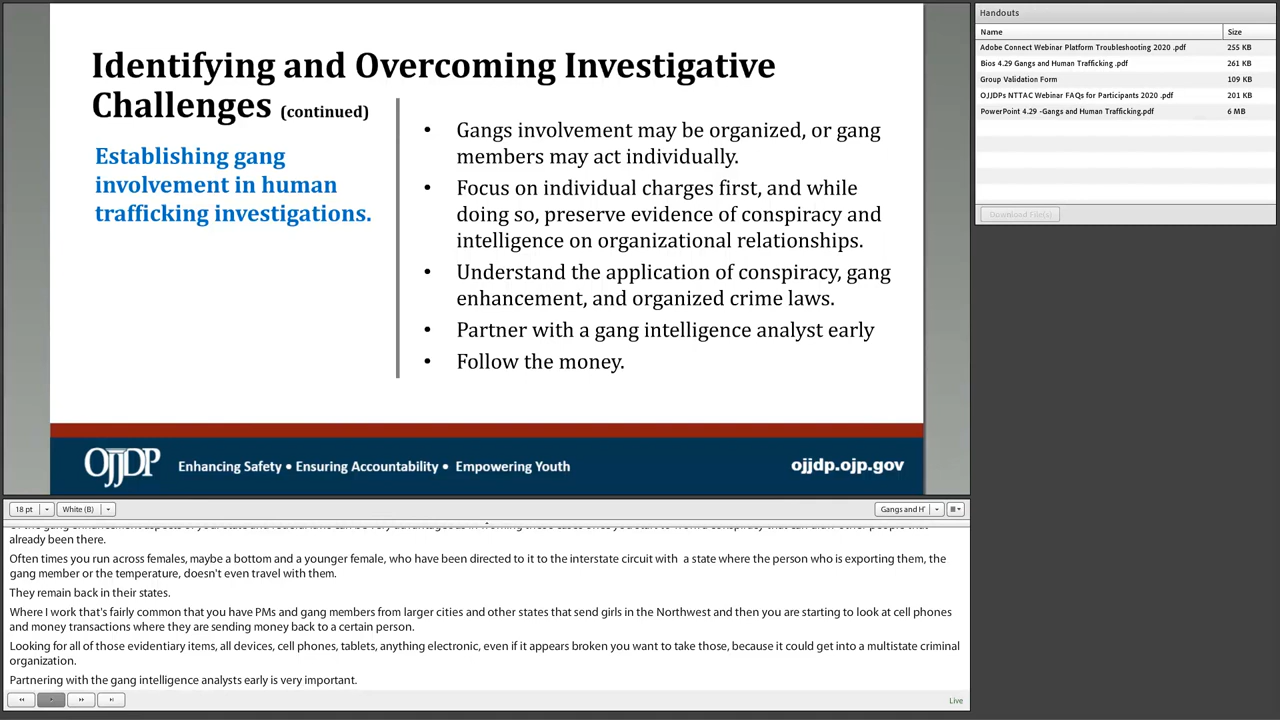 Identifying and Overcoming Investigative
Challenges (continued)
Establishing gang
involvement in human
trafficking investigations.
• Gangs involvement may be organized, or gang
members may act individually.
• Focus on individual charges first, and while
doing so, preserve evidence of conspiracy and
intelligence on organizational relationships.
• Understand the application of conspiracy, gang
enhancement, and organized crime laws.
• Partner with a gang intelligence analyst early
• Follow the money.
OJJDP
Enhancing Safety • Ensuring Accountability • Empowering Youth
ojjdp.ojp.gov
Handouts
Name Size
Adobe Connect Webinar Platform Troubleshooting 2020 .pdf 255 KB
Bios 4.29 Gangs and Human Trafficking .pdf 261 KB
Group Validation Form 109 KB
OJJDPs NTTAC Webinar FAQs for Participants 2020 .pdf 201 KB
PowerPoint 4.29 -Gangs and Human Trafficking.pdf 6 MB
Download File(s)
18 pt White (B) Gangs and H'
already been there.
Often times you run across females, maybe a bottom and a younger female, who have been directed to it to the interstate circuit with a state where the person who is exporting them, the
gang member or the temperature, doesn't even travel with them.
They remain back in their states.
Where I work that's fairly common that you have PMs and gang members from larger cities and other states that send girls in the Northwest and then you are starting to look at cell phones
and money transactions where they are sending money back to a certain person.
Looking for all of those evidentiary items, all devices, cell phones, tablets, anything electronic, even if it appears broken you want to take those, because it could get into a multistate criminal
organization.
Partnering with the gang intelligence analysts early is very important.
Live